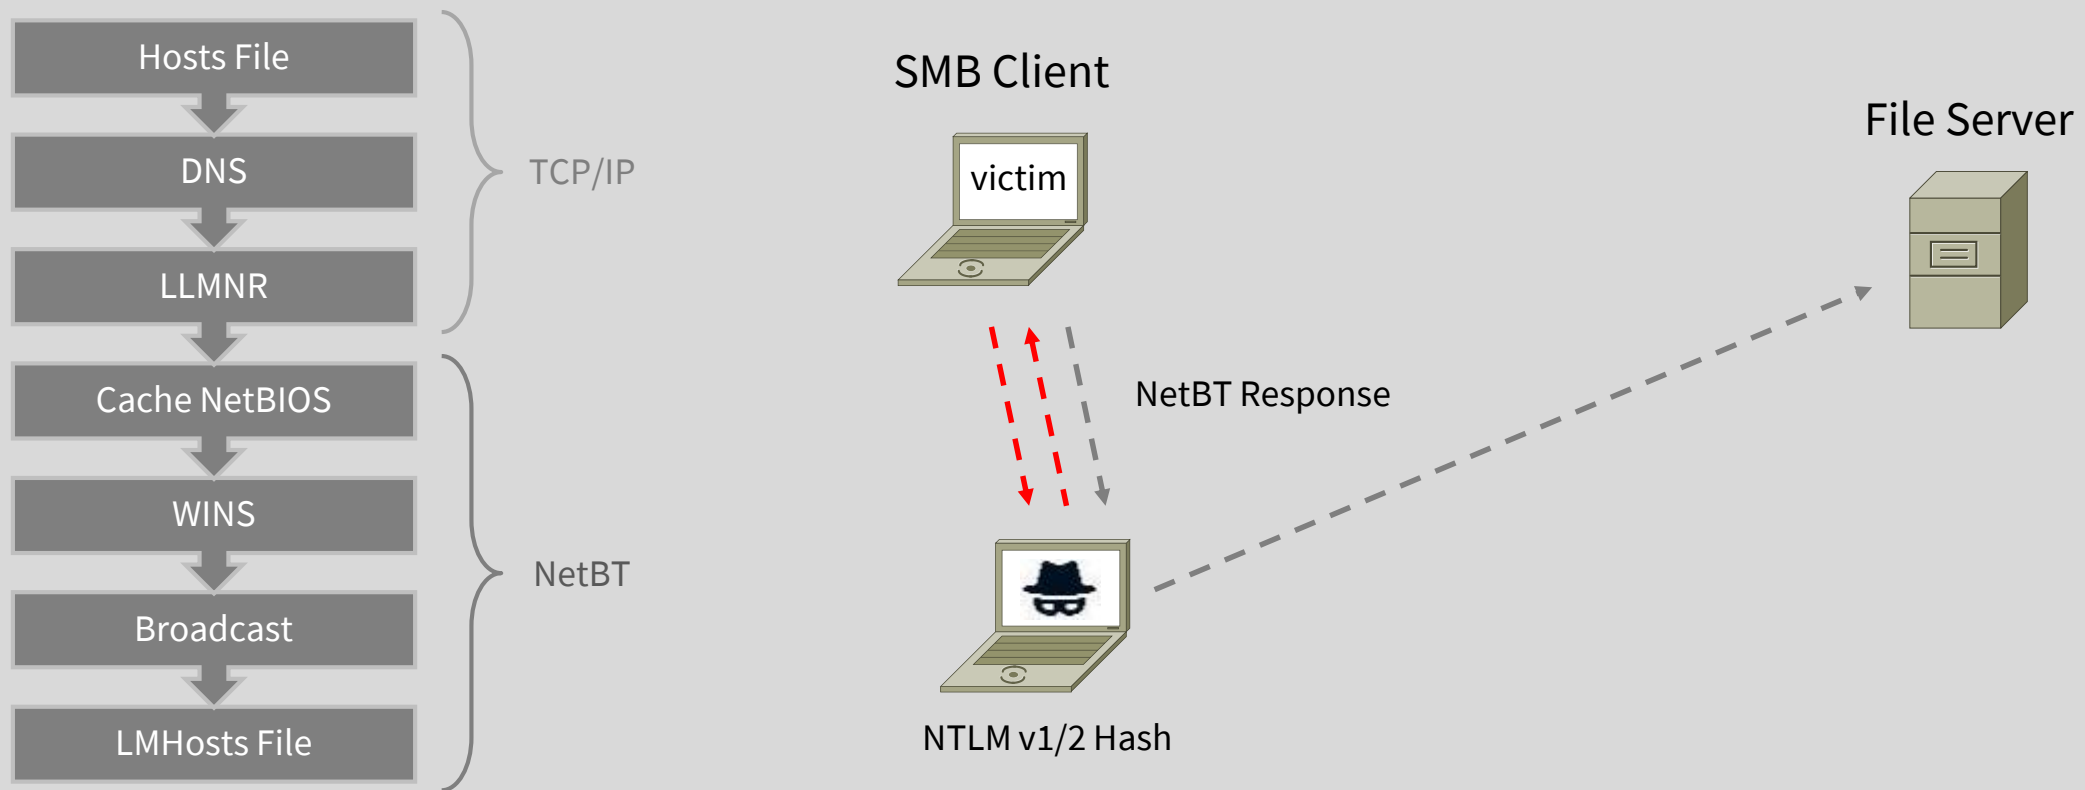 Hosts File
DNS
LLMNR
Cache NetBIOS
WINS
Broadcast
LMHosts File
TCP/IP
NetBT
SMB Client
victim
NetBT Response
NTLM v1/2 Hash
File Server